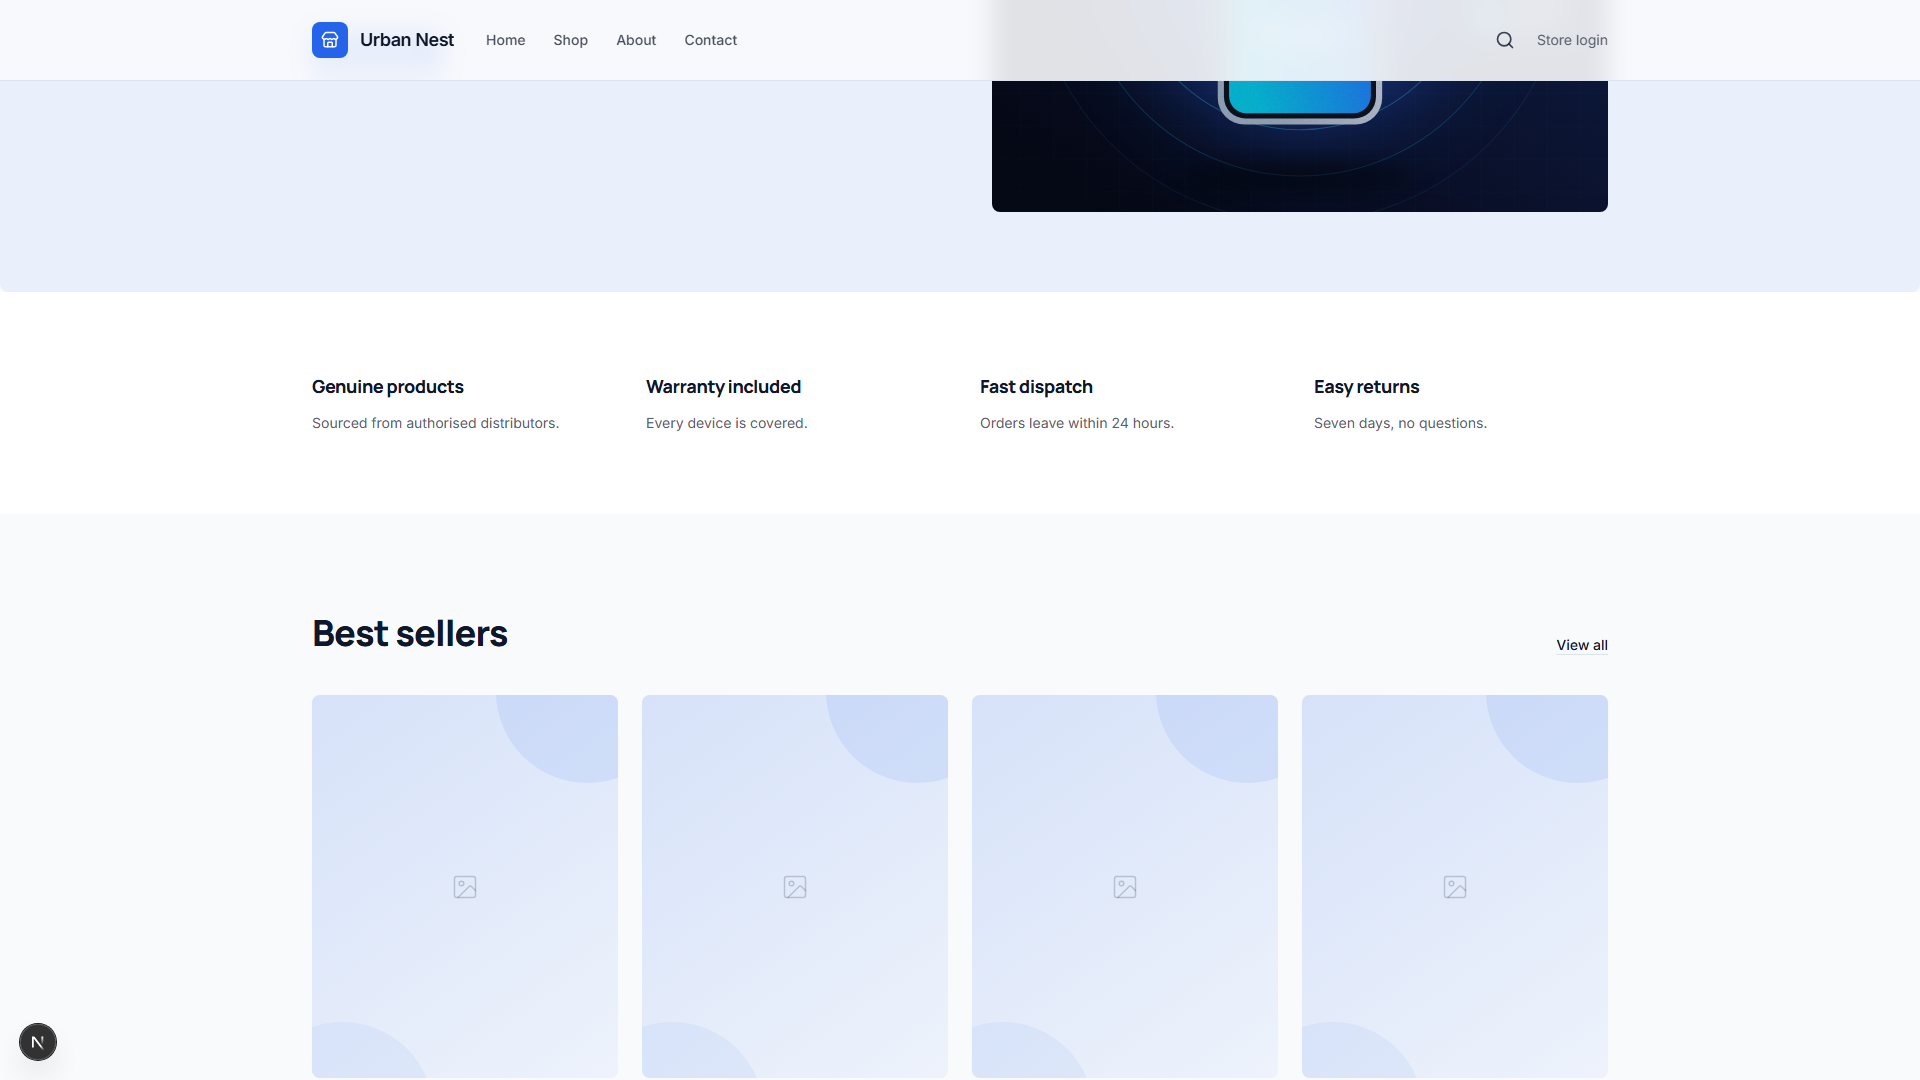 Urban Nest
Home
Shop
About
Contact
Store login
Genuine products
Sourced from authorised distributors.
Warranty included
Every device is covered.
Fast dispatch
Orders leave within 24 hours.
Easy returns
Seven days, no questions.
Best sellers
View all
N